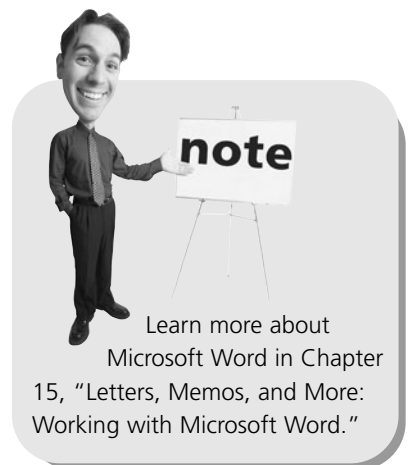 note
Learn more about
Microsoft Word in Chapter
15, “Letters, Memos, and More:
Working with Microsoft Word.”